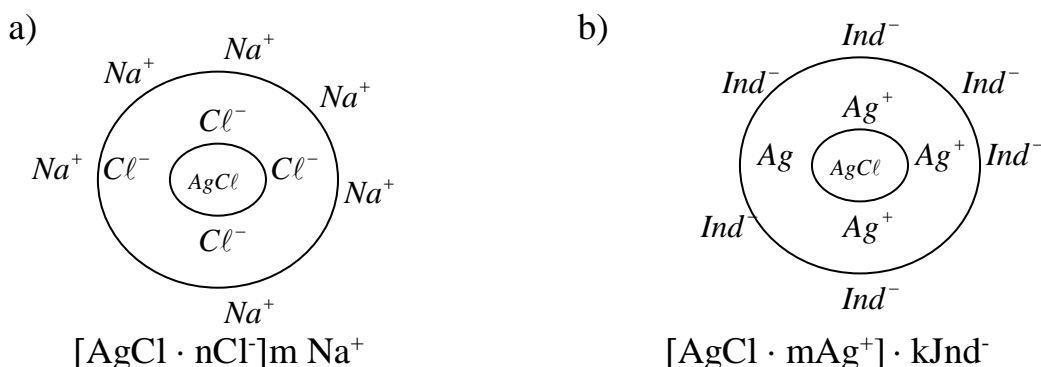 a)
Na⁺
Na⁺
Na⁺
Cℓ⁻
Na⁺ Cℓ⁻ AgCℓ Cℓ⁻
Na⁺
Cℓ⁻
Na⁺
[AgCl · nCl⁻]m Na⁺
b)
Ind⁻
Ind⁻ Ind⁻
Ag⁺
Ag AgCℓ Ag⁺ Ind⁻
Ind⁻ Ag⁺
Ind⁻
[AgCl · mAg⁺] · kJnd⁻